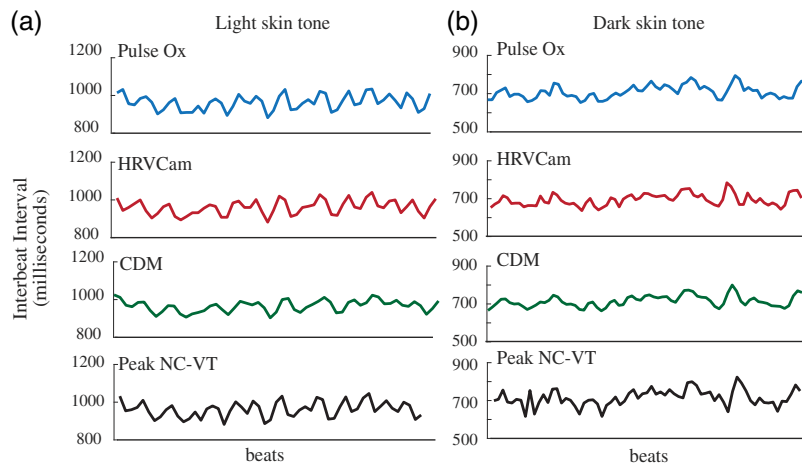 (a)
Light skin tone
(b)
Dark skin tone
Interbeat Interval
(milliseconds)
1200
Pulse Ox
1000
800
1200
HRVCam
1000
800
1200
CDM
1000
800
1200
Peak NC-VT
1000
800
beats
900
Pulse Ox
700
500
900
HRVCam
700
500
900
CDM
700
500
900
Peak NC-VT
700
500
beats